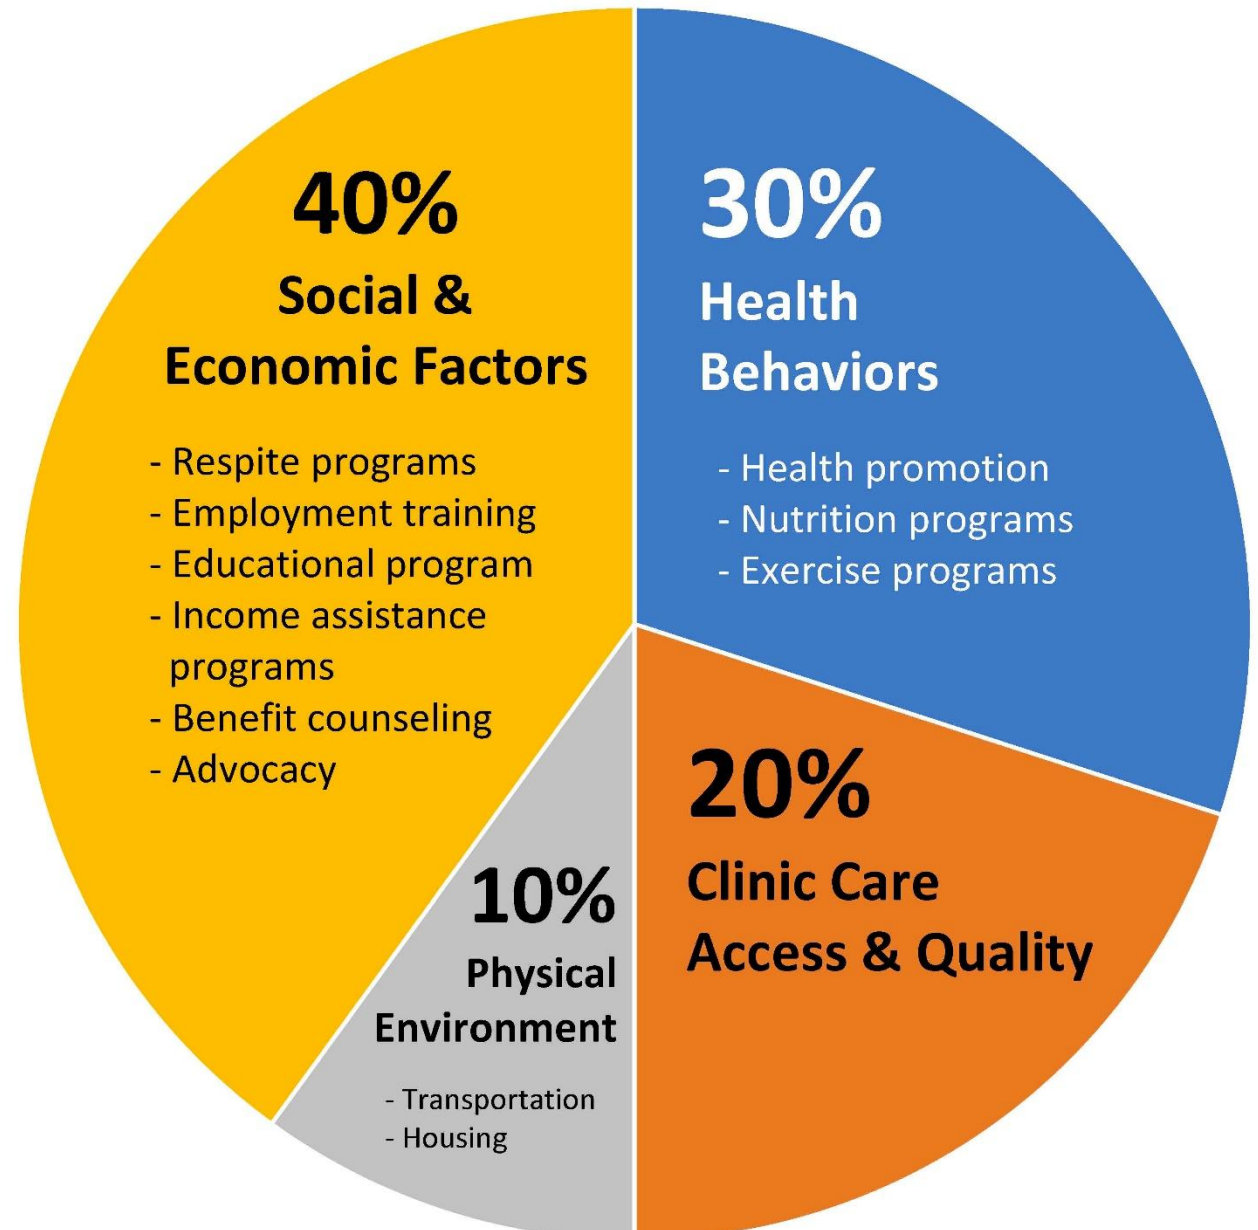 40%
Social &
Economic Factors
- Respite programs
- Employment training
- Educational program
- Income assistance
programs
- Benefit counseling
- Advocacy
30%
Health
Behaviors
- Health promotion
- Nutrition programs
- Exercise programs
20%
Clinic Care
Access & Quality
10%
Physical
Environment
- Transportation
- Housing